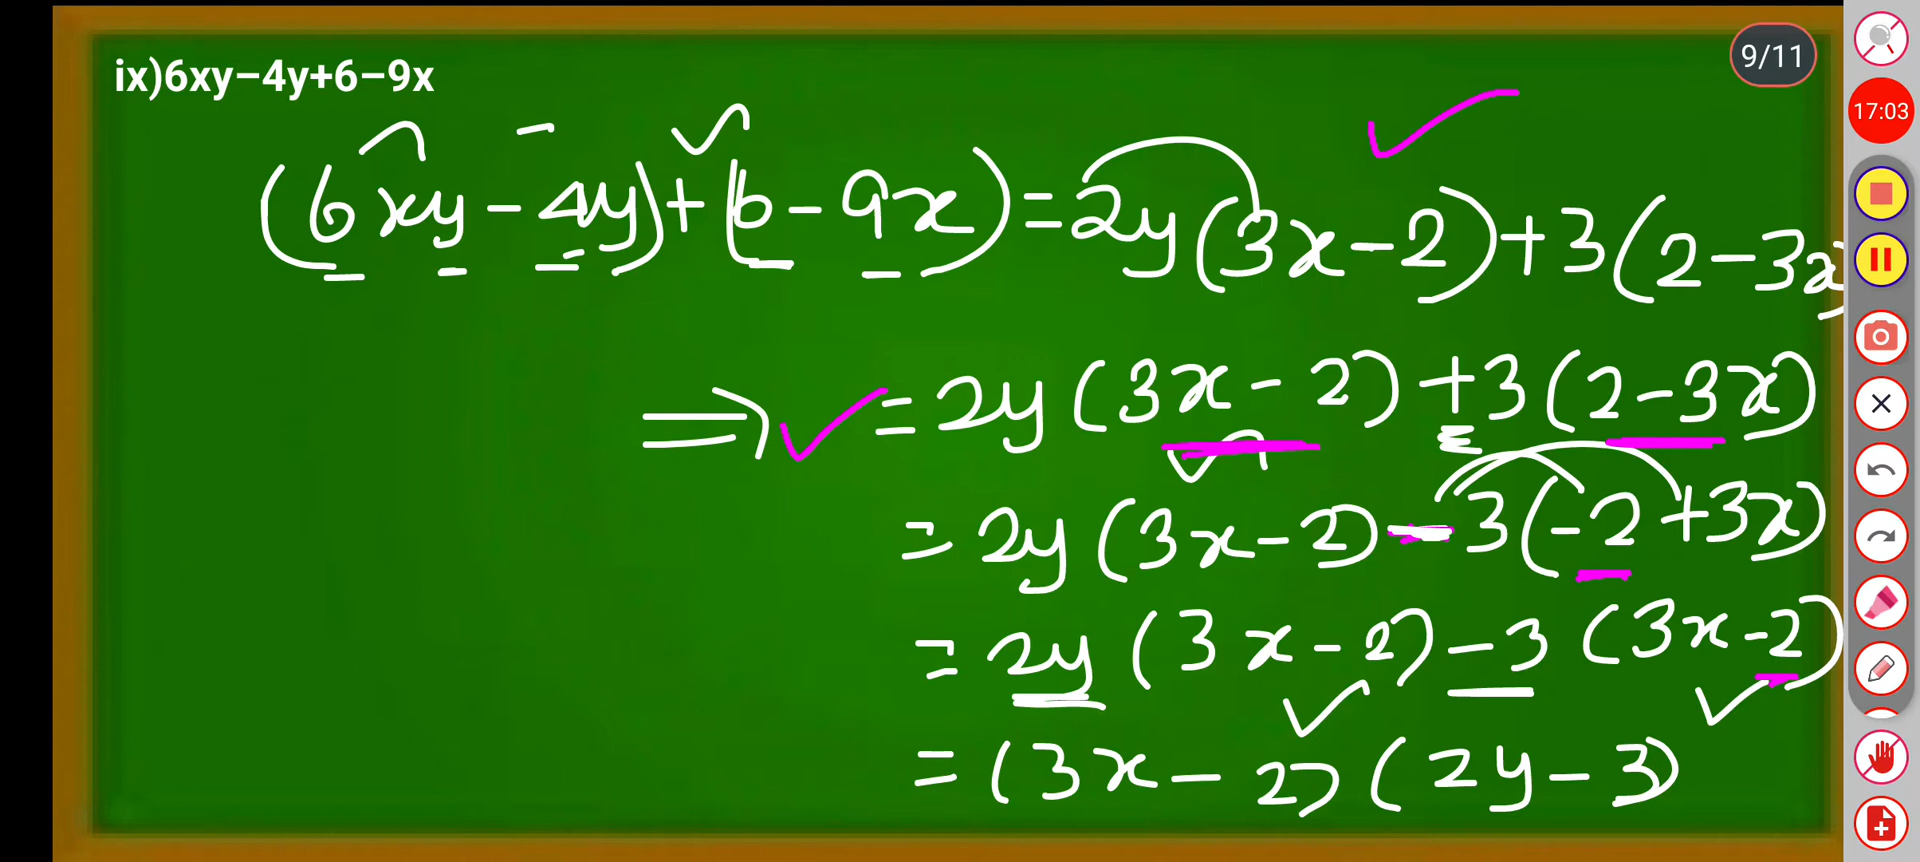 ix)6xy−4y+6−9x
9/11
17:03
(6xy - 4y) + (6 - 9x) = 2y(3x - 2) + 3(2 - 3x)
⇒ = 2y(3x - 2) + 3(2 - 3x)
= 2y(3x - 2) - 3(-2 + 3x)
= 2y(3x - 2) - 3(3x - 2)
= (3x - 2)(2y - 3)